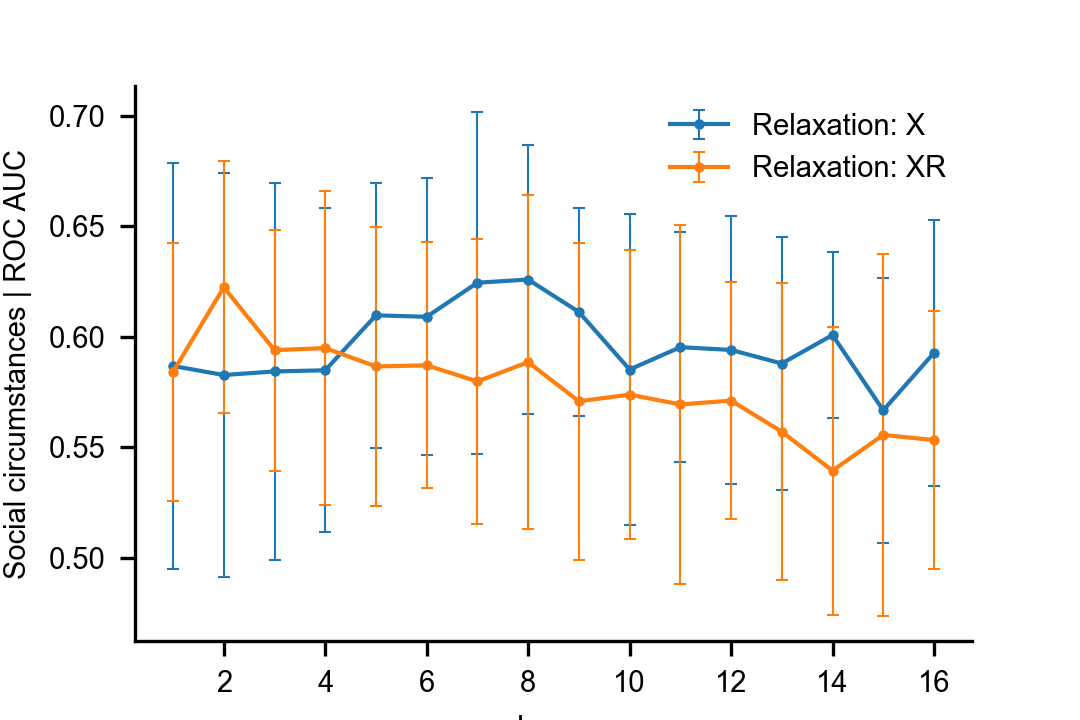 Social circumstances | ROC AUC
0.70
0.65
0.60
0.55
0.50
Relaxation: X
Relaxation: XR
2 4 6 8 10 12 14 16